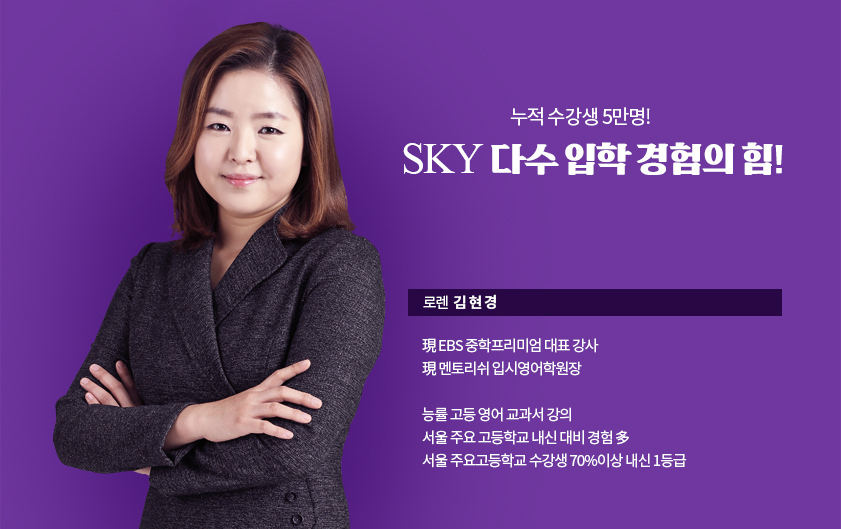 누적 수강생 5만명!
SKY 다수 입학 경험의 힘!
로렌 김현경
現 EBS 중학프리미엄 대표 강사
現 멘토리쉬 입시영어학원장
능률 고등 영어 교과서 강의
서울 주요 고등학교 내신 대비 경험 多
서울 주요고등학교 수강생 70%이상 내신 1등급